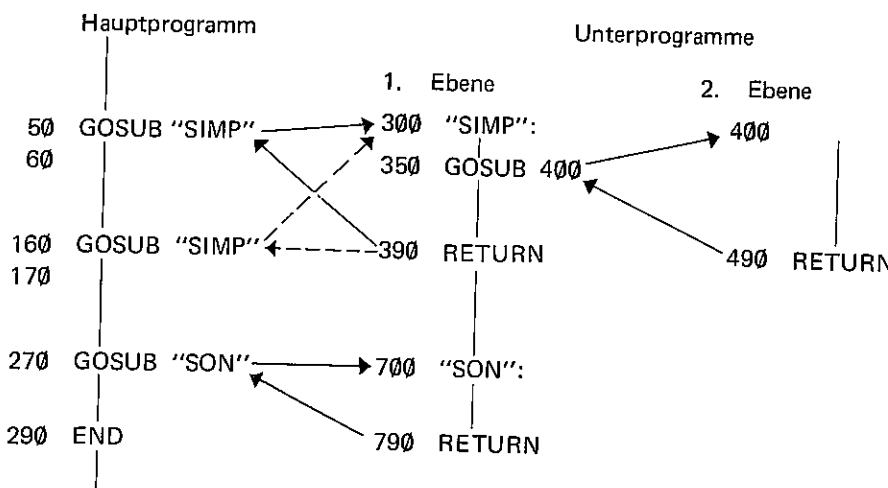 Hauptprogramm
Unterprogramme
1. Ebene
2. Ebene
50 GOSUB "SIMP"
300 "SIMP":
400
60
350 GOSUB 400
160 GOSUB "SIMP"
390 RETURN
490 RETURN
170
270 GOSUB "SON"
700 "SON":
290 END
790 RETURN